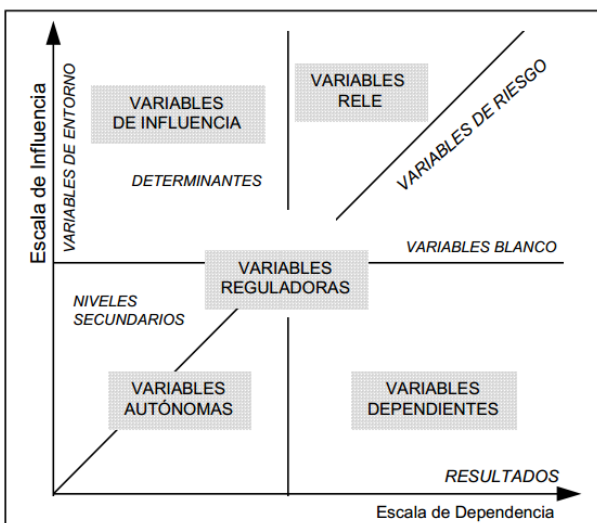 Escala de Influencia
VARIABLES DE ENTORNO
VARIABLES
DE INFLUENCIA
VARIABLES
RELE
VARIABLES DE RIESGO
DETERMINANTES
VARIABLES BLANCO
VARIABLES
REGULADORAS
NIVELES
SECUNDARIOS
VARIABLES
AUTÓNOMAS
VARIABLES
DEPENDIENTES
RESULTADOS
Escala de Dependencia